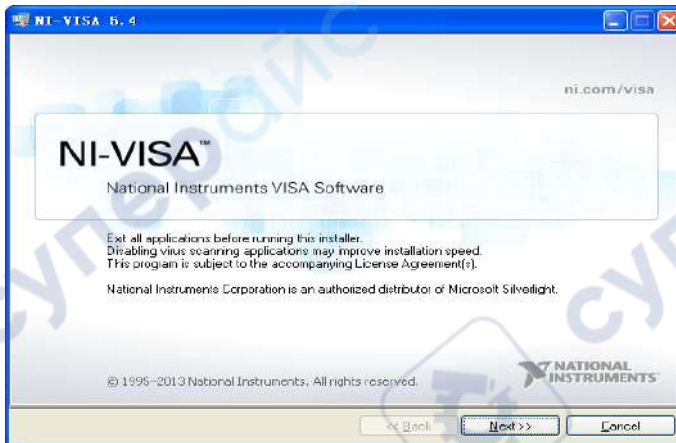 NI-VISA 5.4
ni.com/visa
NI-VISA™
National Instruments VISA Software
Exit all applications before running this installer.
Disabling virus scanning applications may improve installation speed.
This program is subject to the accompanying License Agreement(s).
National Instruments Corporation is an authorized distributor of Microsoft Silverlight.
© 1995–2013 National Instruments. All rights reserved.
NATIONAL
INSTRUMENTS
<< Back
Next >>
Cancel
суперайс